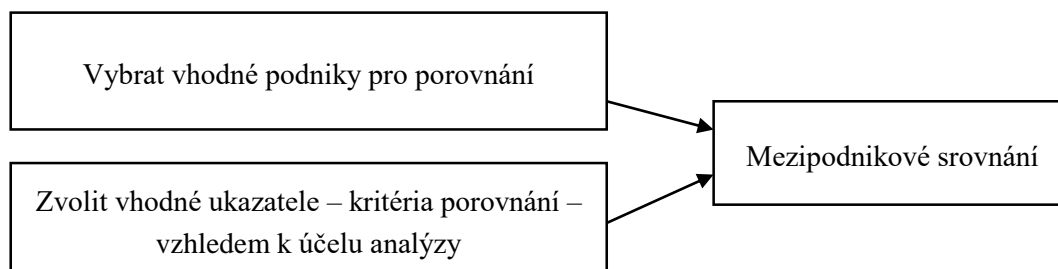 Vybrat vhodné podniky pro porovnání
Mezipodnikové srovnání
Zvolit vhodné ukazatele – kritéria porovnání –
vzhledem k účelu analýzy